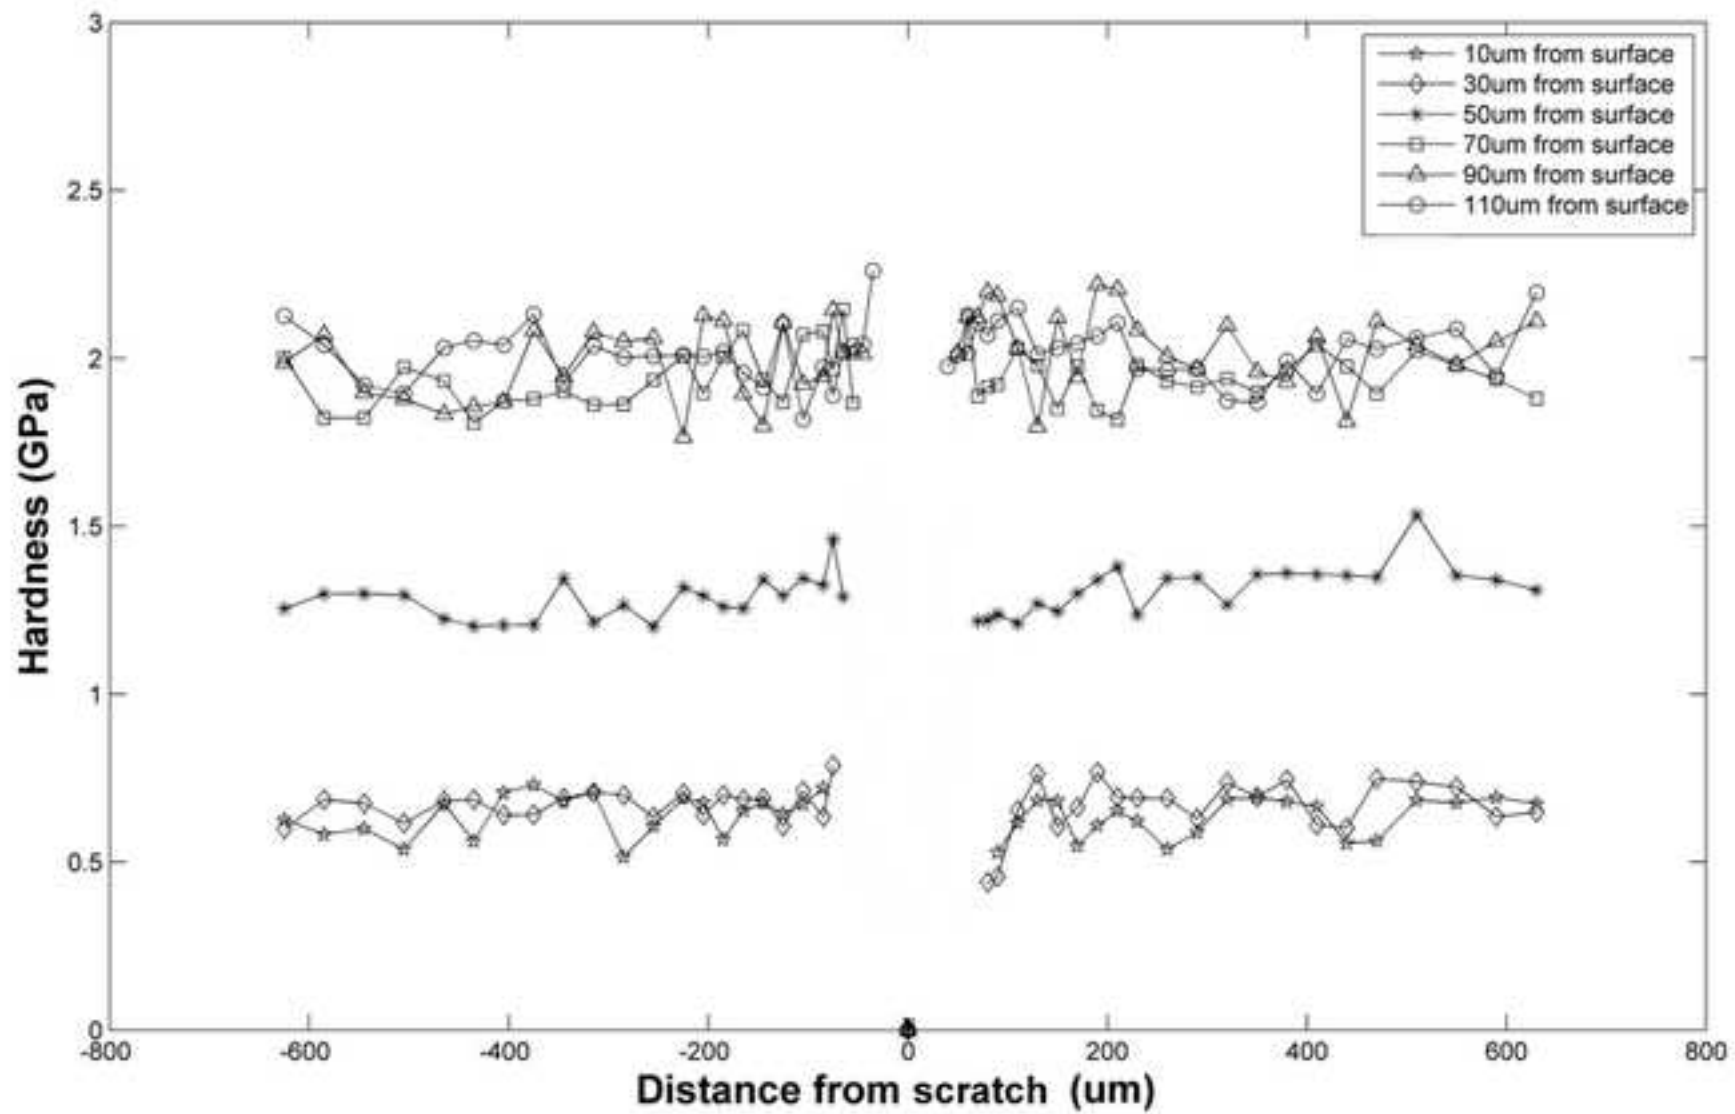 3
2.5
2
1.5
1
0.5
0
-800
-600
-400
-200
0
200
400
600
800
Hardness (GPa)
Distance from scratch (um)
10um from surface
30um from surface
50um from surface
70um from surface
90um from surface
110um from surface